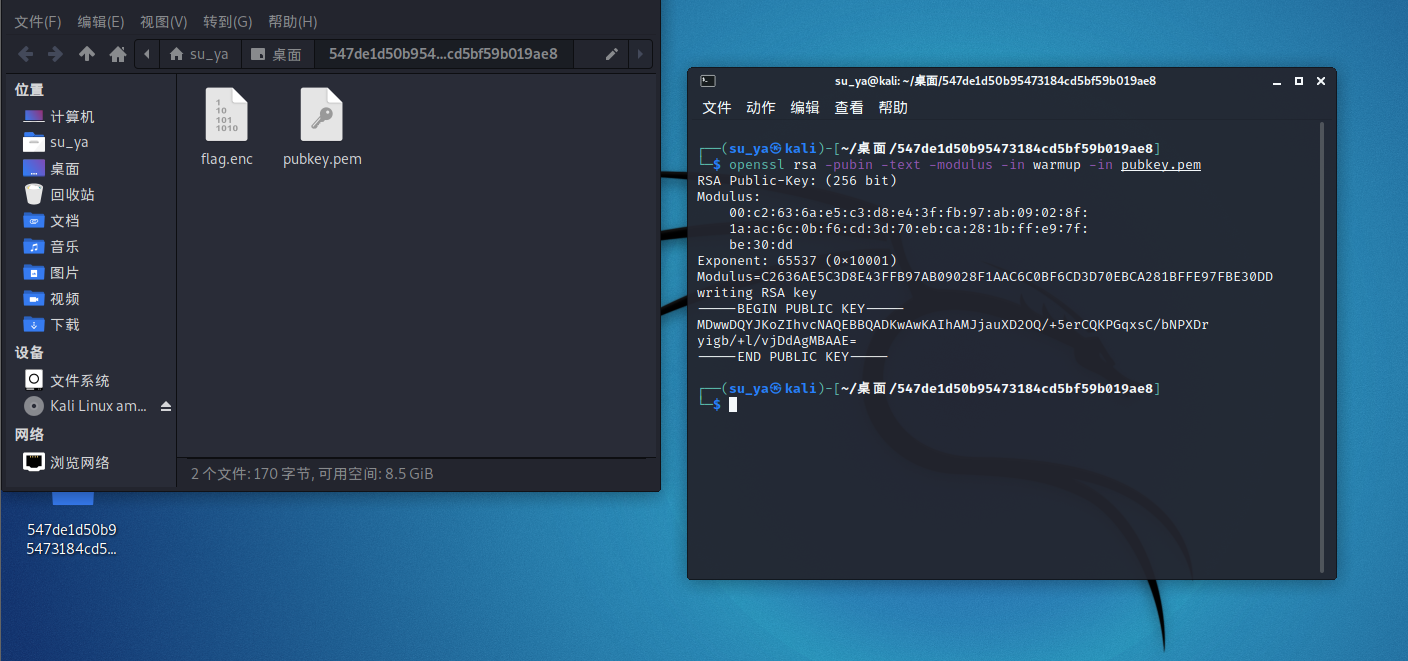 文件(F) 编辑(E) 视图(V) 转到(G) 帮助(H)
su_ya 桌面 547de1d50b954...cd5bf59b019ae8
位置
计算机
su_ya
桌面
回收站
文档
音乐
图片
视频
下载
设备
文件系统
Kali Linux am...
网络
浏览网络
1
10
101
1010
flag.enc
pubkey.pem
2 个文件: 170 字节, 可用空间: 8.5 GiB
547de1d50b9
5473184cd5...
su_ya@kali: ~/桌面/547de1d50b95473184cd5bf59b019ae8
文件 动作 编辑 查看 帮助
┌──(su_ya㉿kali)-[~/桌面/547de1d50b95473184cd5bf59b019ae8]
└─$ openssl rsa -pubin -text -modulus -in warmup -in pubkey.pem
RSA Public-Key: (256 bit)
Modulus:
00:c2:63:6a:e5:c3:d8:e4:3f:fb:97:ab:09:02:8f:
1a:ac:6c:0b:f6:cd:3d:70:eb:ca:28:1b:ff:e9:7f:
be:30:dd
Exponent: 65537 (0×10001)
Modulus=C2636AE5C3D8E43FFB97AB09028F1AAC6C0BF6CD3D70EBCA281BFFE97FBE30DD
writing RSA key
-----BEGIN PUBLIC KEY-----
MDwwDQYJKoZIhvcNAQEBBQADKwAwKAIhAMJjauXD2OQ/+5erCQKPGqxsC/bNPXDr
yigb/+l/vjDdAgMBAAE=
-----END PUBLIC KEY-----
┌──(su_ya㉿kali)-[~/桌面/547de1d50b95473184cd5bf59b019ae8]
└─$